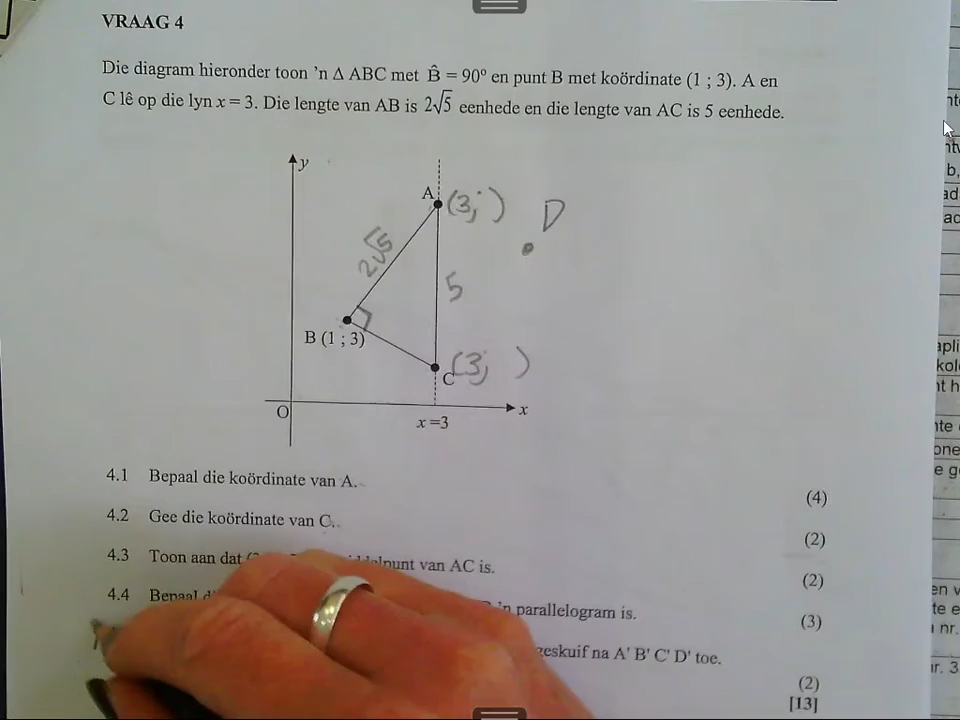 VRAAG 4
Die diagram hieronder toon 'n Δ ABC met B̂ = 90° en punt B met koördinate (1 ; 3). A en
C lê op die lyn x = 3. Die lengte van AB is 2√5 eenhede en die lengte van AC is 5 eenhede.
y
A (3; )
D
2√5
5
B (1 ; 3)
C (3; )
O
x
x =3
4.1 Bepaal die koördinate van A.
(4)
4.2 Gee die koördinate van C.
(2)
4.3 Toon aan dat van AC is.
(2)
4.4 Bepaal 'n parallelogram is.
(3)
na A' B' C' D' toe.
(2)
[13]